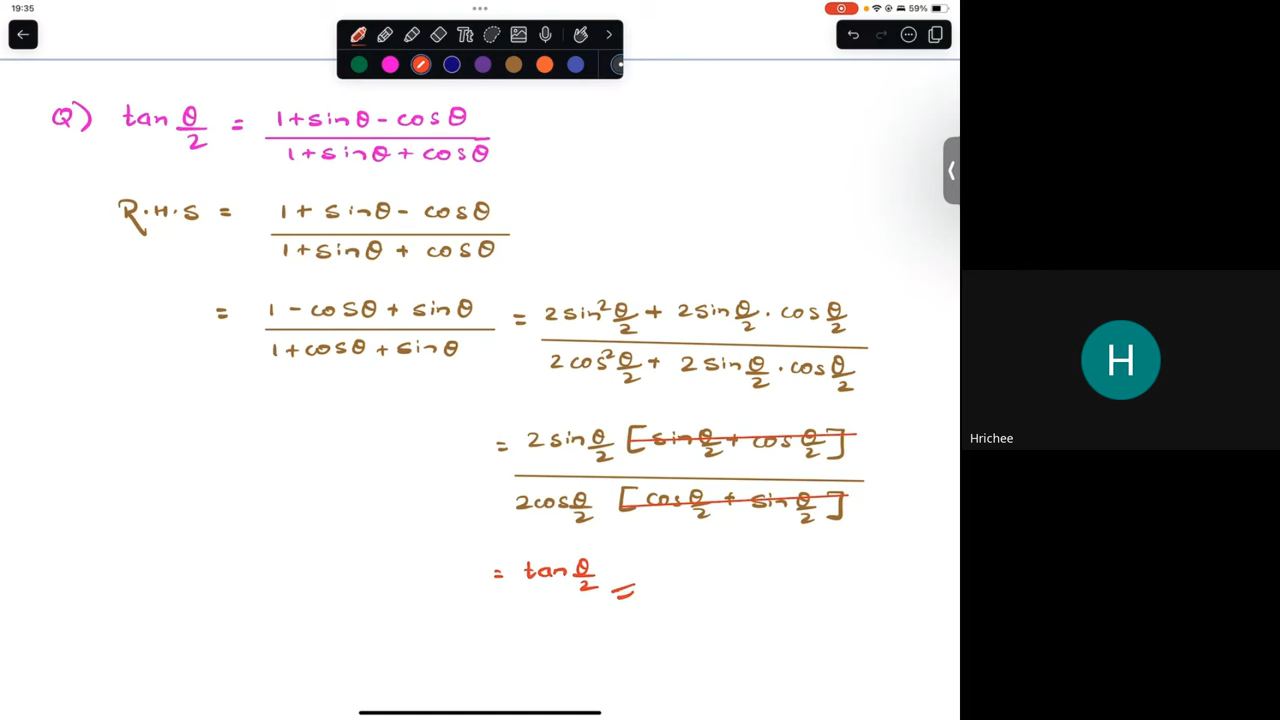 19:35
59%
Tt
Q) tan θ/2 = (1+sinθ - cosθ)/(1+sinθ + cosθ)
R.H.S = (1+ sinθ - cosθ)/(1+sinθ + cosθ)
= (1 - cosθ + sinθ)/(1+cosθ + sinθ) = (2sin²θ/2 + 2sinθ/2 . cosθ/2)/(2cos²θ/2 + 2sinθ/2 . cosθ/2)
= 2sinθ/2 [sinθ/2 + cosθ/2]/2cosθ/2 [cosθ/2 + sinθ/2]
= tan θ/2
H
Hrichee